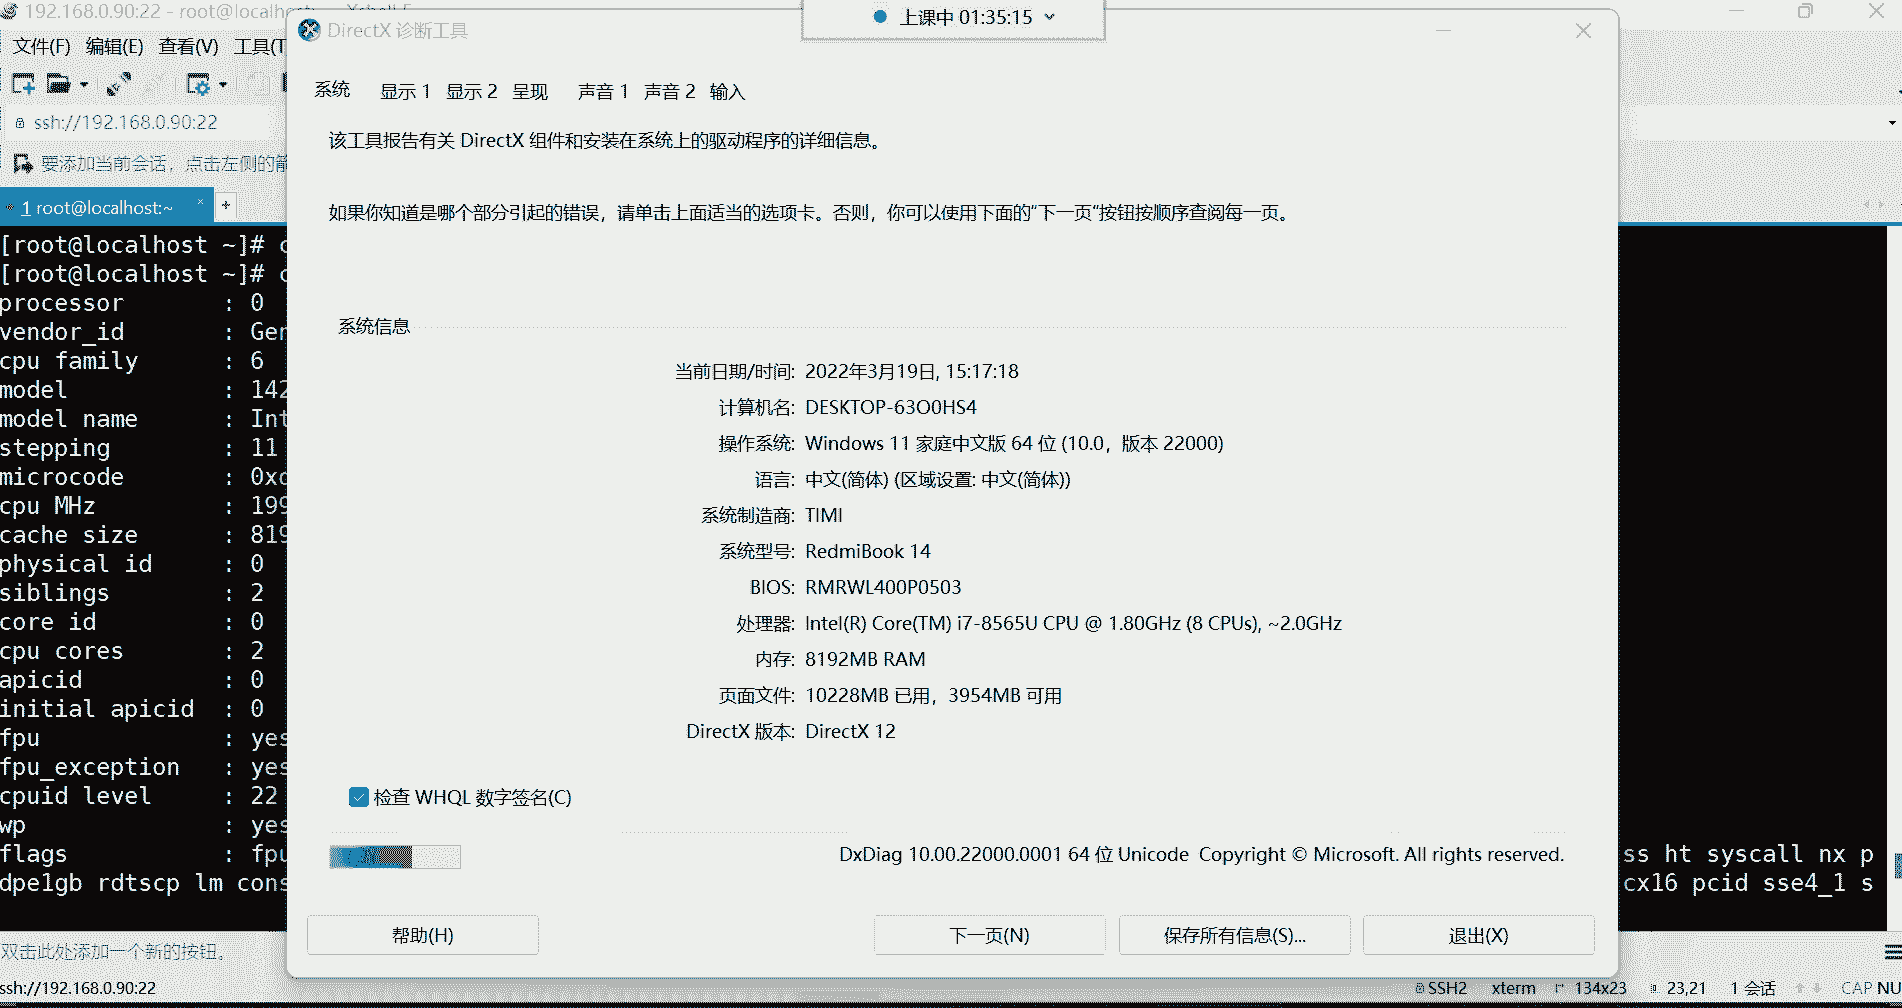 192.168.0.90:22 - root@localhost
DirectX 诊断工具
上课中 01:35:15
文件(F) 编辑(E) 查看(V) 工具(T
系统 显示 1 显示 2 呈现 声音 1 声音 2 输入
ssh://192.168.0.90:22
该工具报告有关 DirectX 组件和安装在系统上的驱动程序的详细信息。
要添加当前会话，点击左侧的箭
1 root@localhost:~
如果你知道是哪个部分引起的错误，请单击上面适当的选项卡。否则，你可以使用下面的“下一页”按钮按顺序查阅每一页。
[root@localhost ~]# c
[root@localhost ~]# c
processor : 0
vendor_id : Gen
cpu family : 6
model : 142
model name : Int
stepping : 11
microcode : 0xc
cpu MHz : 199
cache size : 819
physical id : 0
siblings : 2
core id : 0
cpu cores : 2
apicid : 0
initial apicid : 0
fpu : yes
fpu_exception : yes
cpuid level : 22
wp : yes
flags : fpu
dpe1gb rdtscp lm cons
系统信息
当前日期/时间: 2022年3月19日, 15:17:18
计算机名: DESKTOP-63O0HS4
操作系统: Windows 11 家庭中文版 64 位 (10.0，版本 22000)
语言: 中文(简体) (区域设置: 中文(简体))
系统制造商: TIMI
系统型号: RedmiBook 14
BIOS: RMRWL400P0503
处理器: Intel(R) Core(TM) i7-8565U CPU @ 1.80GHz (8 CPUs), ~2.0GHz
内存: 8192MB RAM
页面文件: 10228MB 已用，3954MB 可用
DirectX 版本: DirectX 12
检查 WHQL 数字签名(C)
DxDiag 10.00.22000.0001 64 位 Unicode Copyright © Microsoft. All rights reserved.
ss ht syscall nx p
cx16 pcid sse4_1 s
帮助(H) 下一页(N) 保存所有信息(S)... 退出(X)
双击此处添加一个新的按钮。
ssh://192.168.0.90:22 SSH2 xterm 134x23 23,21 1 会话 CAP NU